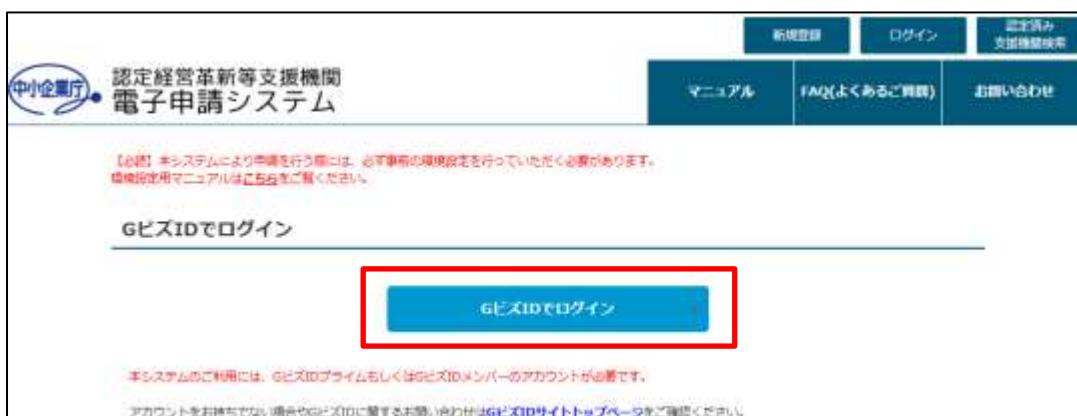 新規登録
ログイン
認定済み
支援機関検索
中小企業庁
認定経営革新等支援機関
電子申請システム
マニュアル
FAQ(よくあるご質問)
お問い合わせ
【必読】本システムにより申請を行う際には、必ず事前の環境設定を行っていただく必要があります。
環境設定用マニュアルはこちらをご覧ください。
GビズIDでログイン
GビズIDでログイン
本システムのご利用には、GビズIDプライムもしくはGビズIDメンバーのアカウントが必要です。
アカウントをお持ちでない場合やGビズIDに関するお問い合わせはGビズIDサイトトップページをご確認ください。